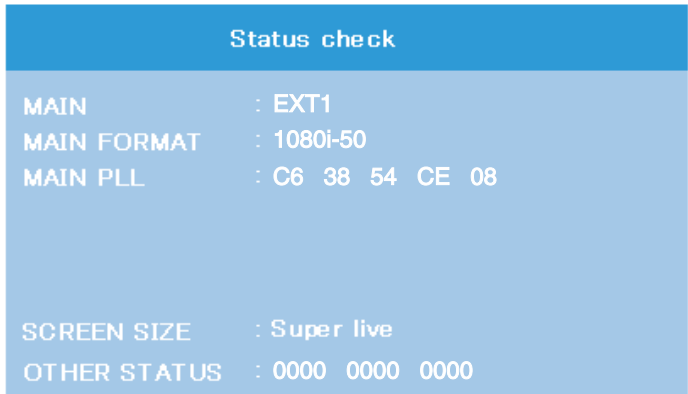 Status check
MAIN : EXT1
MAIN FORMAT : 1080i-50
MAIN PLL : C6 38 54 CE 08
SCREEN SIZE : Super live
OTHER STATUS : 0000 0000 0000